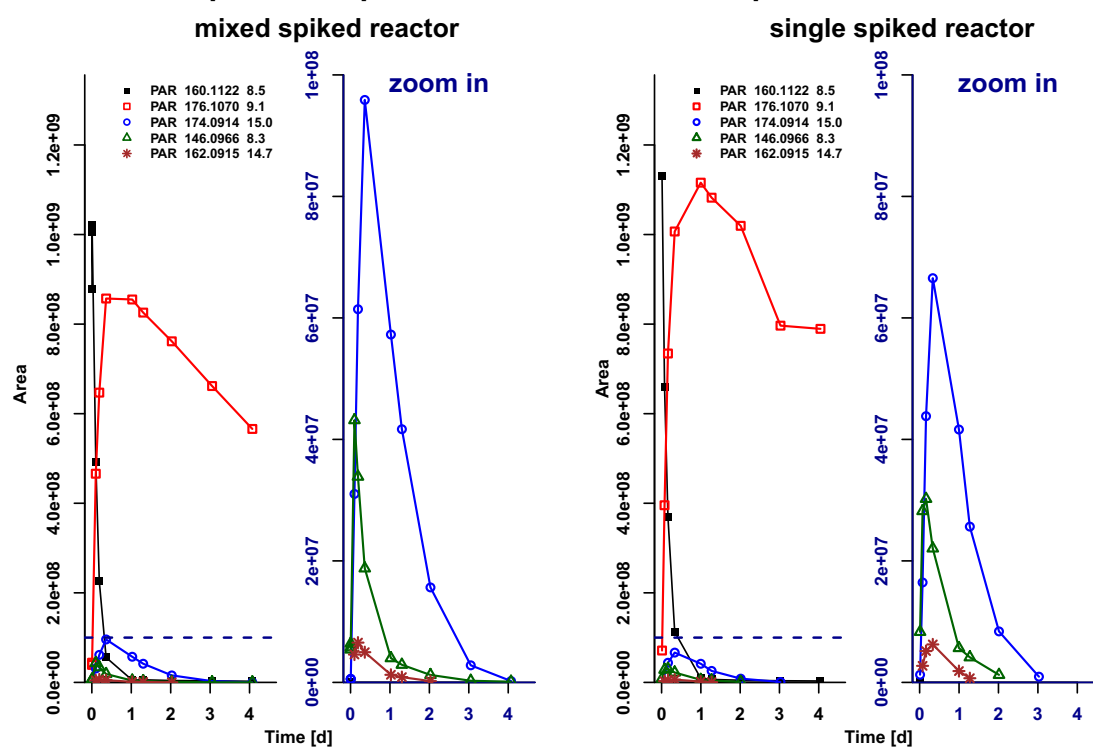 mixed spiked reactor
single spiked reactor
zoom in
zoom in
PAR 160.1122 8.5
PAR 176.1070 9.1
PAR 174.0914 15.0
PAR 146.0966 8.3
PAR 162.0915 14.7
PAR 160.1122 8.5
PAR 176.1070 9.1
PAR 174.0914 15.0
PAR 146.0966 8.3
PAR 162.0915 14.7
Area
0.0e+00 2.0e+08 4.0e+08 6.0e+08 8.0e+08 1.0e+09 1.2e+09
0e+00 2e+07 4e+07 6e+07 8e+07 1e+08
Area
0.0e+00 2.0e+08 4.0e+08 6.0e+08 8.0e+08 1.0e+09 1.2e+09
0e+00 2e+07 4e+07 6e+07 8e+07 1e+08
0 1 2 3 4
0 1 2 3 4
0 1 2 3 4
0 1 2 3 4
Time [d]
Time [d]